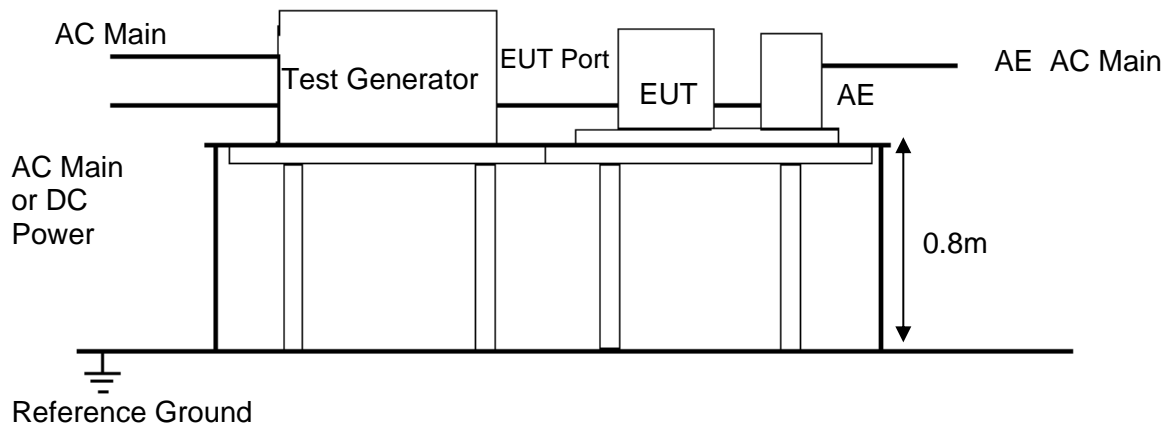 AC Main
Test Generator
EUT Port
EUT
AE
AE AC Main
AC Main
or DC
Power
0.8m
Reference Ground